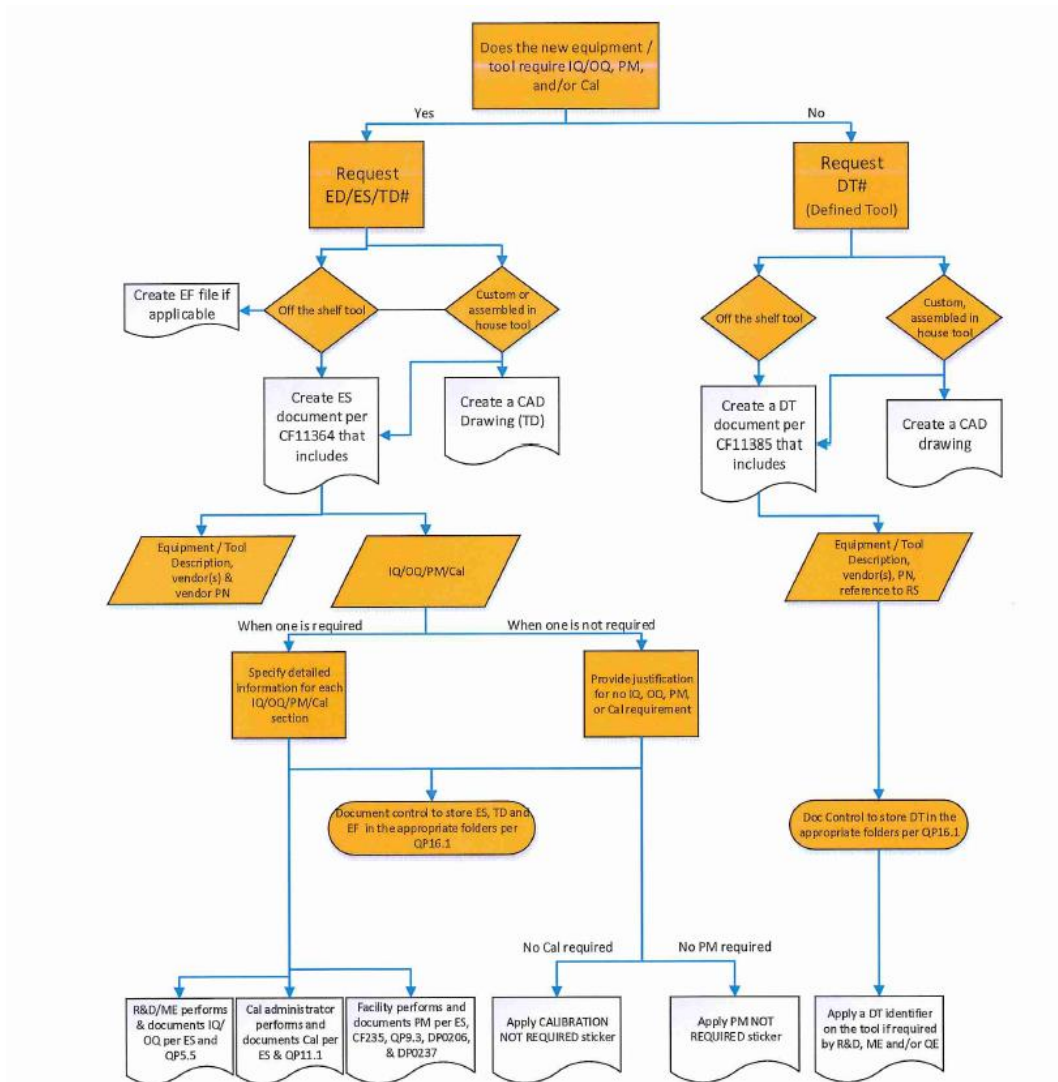 Does the new equipment /
tool require IQ/OQ, PM,
and/or Cal
Yes
No
Request
ED/ES/TD#
Request
DT#
(Defined Tool)
Create EF file if
applicable
Off the shelf tool
Custom or
assembled in
house tool
Off the shelf tool
Custom,
assembled in
house tool
Create ES
document per
CF11364 that
includes
Create a CAD
Drawing (TD)
Create a DT
document per
CF11385 that
includes
Create a CAD
drawing
Equipment / Tool
Description,
vendor(s) &
vendor PN
IQ/OQ/PM/Cal
Equipment / Tool
Description,
vendor(s), PN,
reference to RS
When one is required
When one is not required
Specify detailed
information for each
IQ/OQ/PM/Cal
section
Provide justification
for no IQ, OQ, PM,
or Cal requirement
Document control to store ES, TD and
EF in the appropriate folders per
QP16.1
Doc Control to store DT in the
appropriate folders per QP16.1
No Cal required
No PM required
R&D/ME performs
& documents IQ/
OQ per ES and
QP5.5
Cal administrator
performs and
documents Cal per
ES & QP11.1
Facility performs and
documents PM per ES,
CF235, QP9.3, DP0206,
& DP0237
Apply CALIBRATION
NOT REQUIRED sticker
Apply PM NOT
REQUIRED sticker
Apply a DT identifier
on the tool if required
by R&D, ME and/or QE